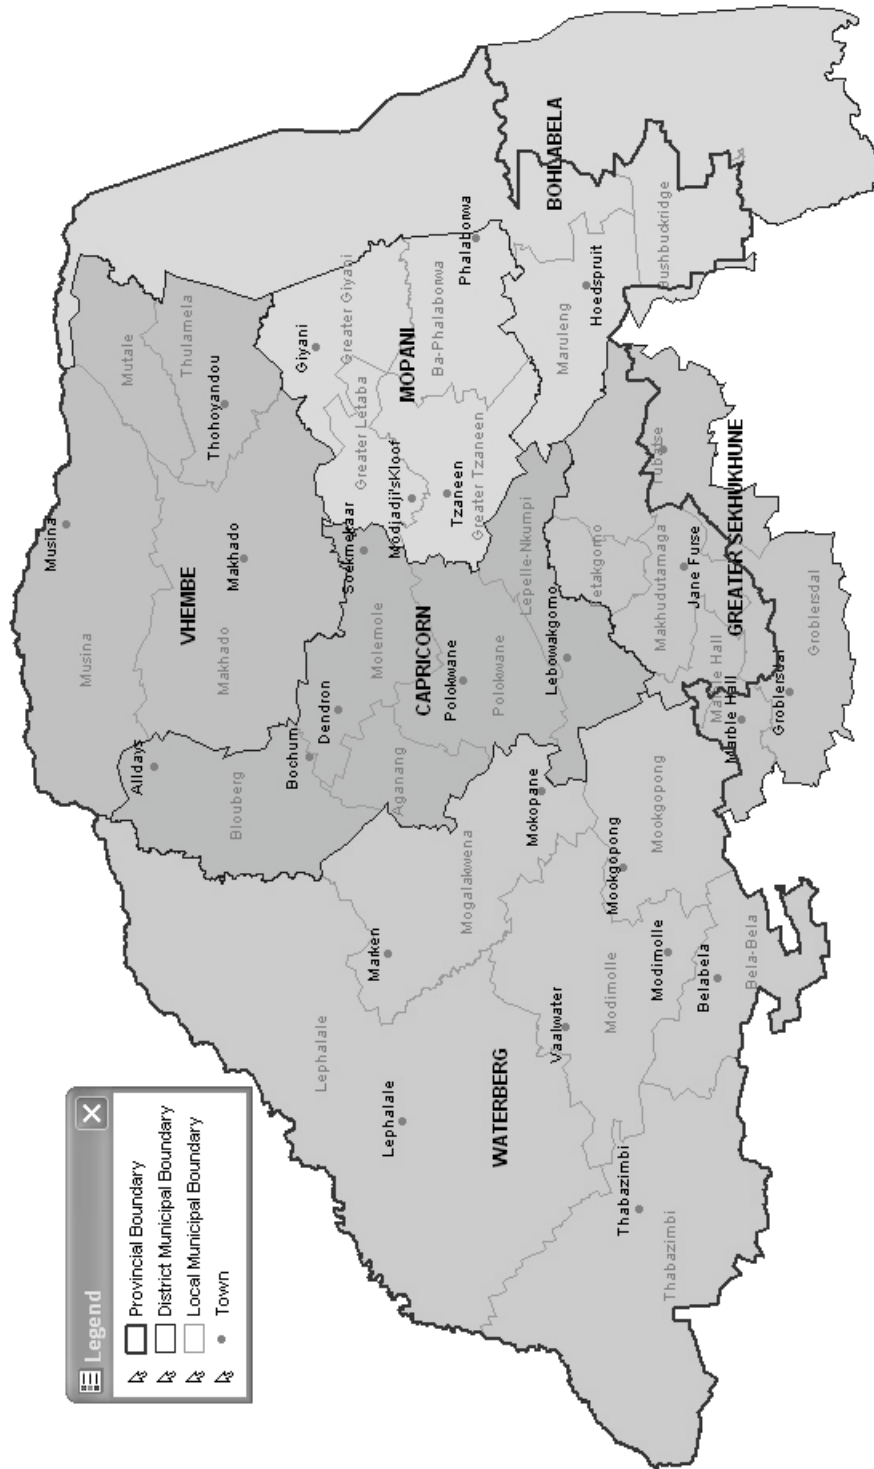 Legend
Provincial Boundary
District Municipal Boundary
Local Municipal Boundary
Town
Musina
Musina
Mutale
Thulamela
Thohoyandou
VHEMBE
Makhado
Makhado
Alldays
Blouberg
Bochum
Dendron
Soekmekaar
Molemole
Aganang
CAPRICORN
Polokwane
Polokwane
Lepelle-Nkumpi
Lebowakgomo
Giyani
Greater Giyani
Greater Letaba
MOPANI
Ba-Phalaborwa
Phalaborwa
Modjadji'sKloof
Tzaneen
Greater Tzaneen
BOHLABELA
Maruleng
Hoedspruit
Bushbuckridge
Lephalale
Lephalale
Marken
Mogalakwena
Mokopane
WATERBERG
Vaalwater
Modimolle
Modimolle
Mookgopong
Mookgopong
Belabela
Bela-Bela
Thabazimbi
Thabazimbi
Fetakgomo
Makhudutamaga
Jane Furse
Tubatse
GREATER SEKHUKHUNE
Marble Hall
Marble Hall
Groblersdal
Groblersdal